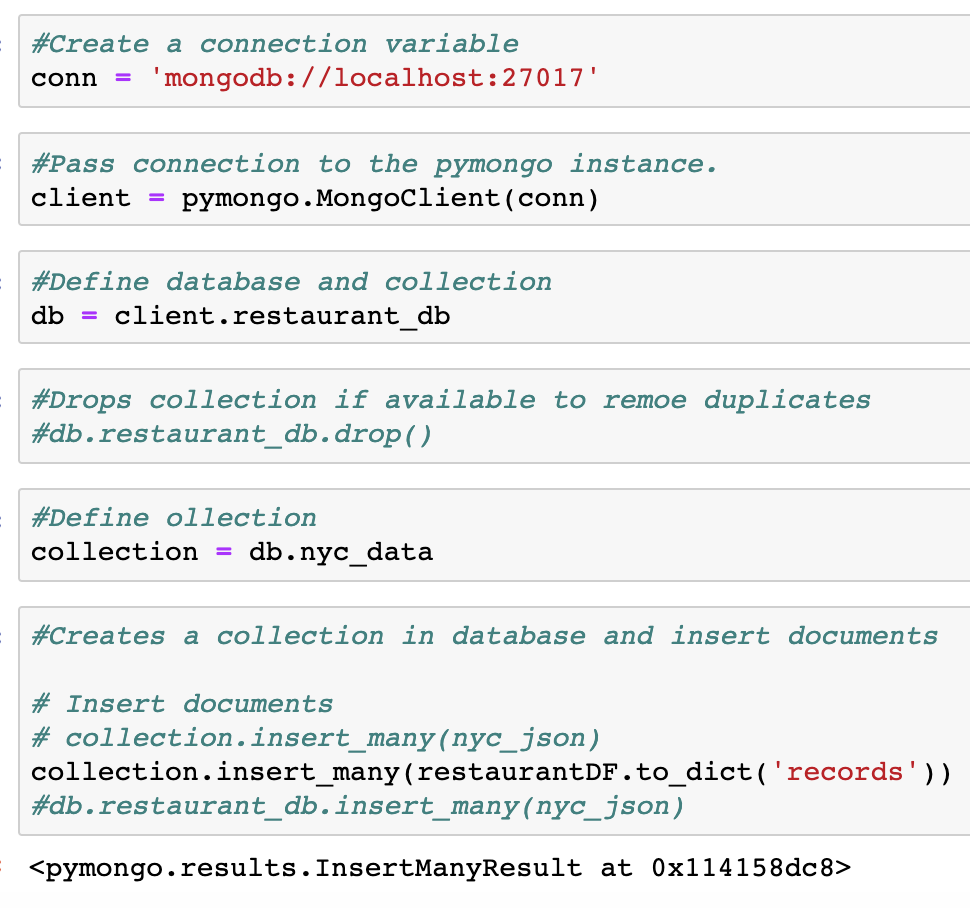 #Create a connection variable
conn = 'mongodb://localhost:27017'
#Pass connection to the pymongo instance.
client = pymongo.MongoClient(conn)
#Define database and collection
db = client.restaurant_db
#Drops collection if available to remoe duplicates
#db.restaurant_db.drop()
#Define ollection
collection = db.nyc_data
#Creates a collection in database and insert documents
# Insert documents
# collection.insert_many(nyc_json)
collection.insert_many(restaurantDF.to_dict('records'))
#db.restaurant_db.insert_many(nyc_json)
<pymongo.results.InsertManyResult at 0x114158dc8>